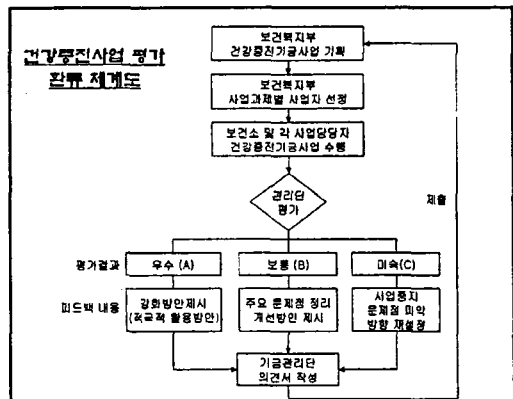 건강증진사업 평가
환류 체계도
보건복지부
건강증진기금사업 기획
보건복지부
사업과제별 사업자 선정
보건소 및 각 사업담당자
건강증진기금사업 수행
관리단
평가
제출
평가결과
우수 (A)
보통 (B)
미숙(C)
피드백 내용
강화방안제시
(적극적 활용방안)
주요 문제점 정리
개선방안 제시
사업중지
문제점 파악
방향 재설정
기금관리단
의견서 작성